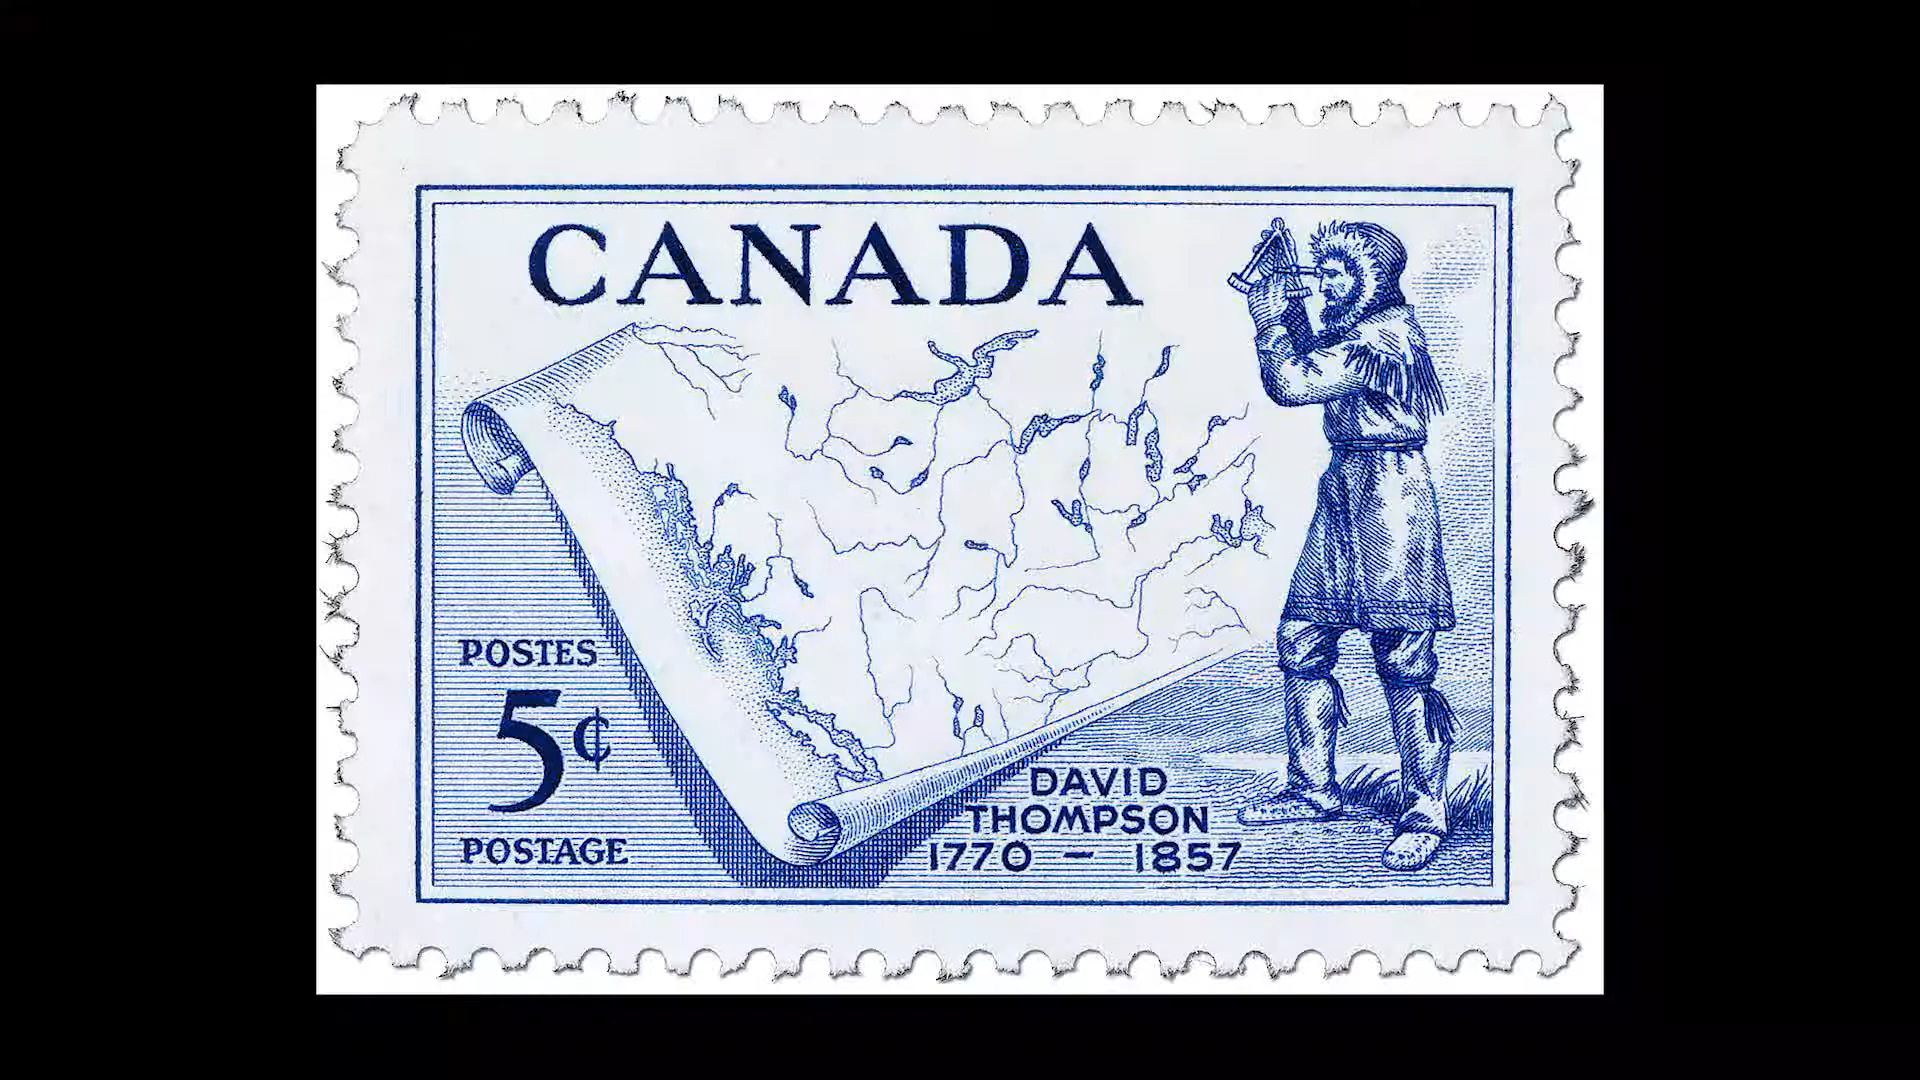 CANADA
POSTES
5¢
POSTAGE
DAVID
THOMPSON
1770 – 1857